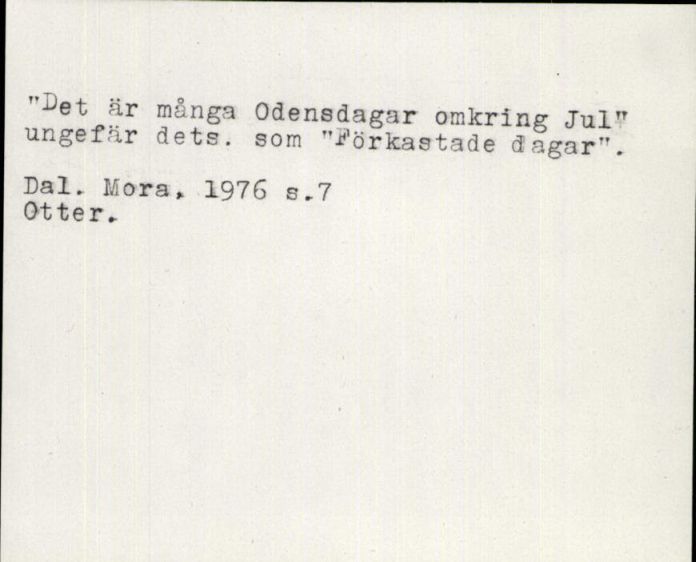 "Det är många Odensdagar omkring Jul"
ungefär dets. som "Förkastade dagar".
Dal. Mora, 1976 s.7
Otter.